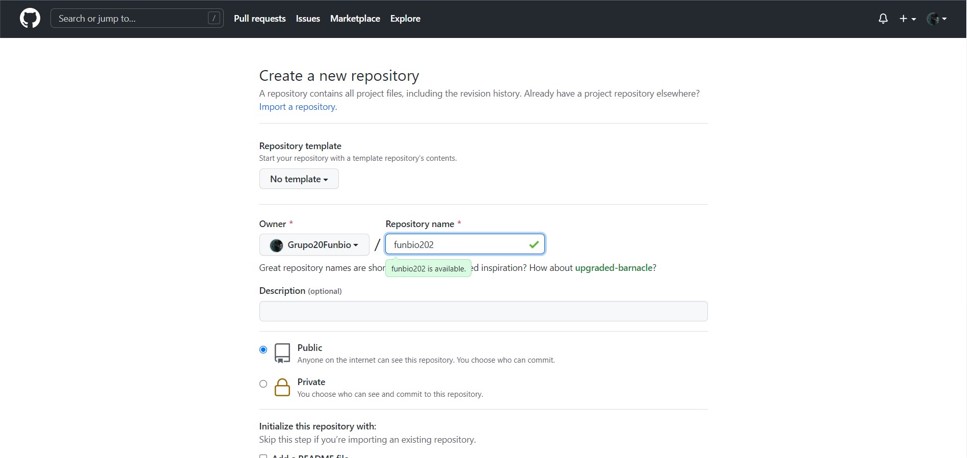 Search or jump to...
/
Pull requests Issues Marketplace Explore
Create a new repository
A repository contains all project files, including the revision history. Already have a project repository elsewhere?
Import a repository.
Repository template
Start your repository with a template repository's contents.
No template
Owner * Repository name *
Grupo20Funbio / funbio202
funbio202 is available.
Great repository names are inspiration? How about upgraded-barnacle?
Description (optional)
Public
Anyone on the internet can see this repository. You choose who can commit.
Private
You choose who can see and commit to this repository.
Initialize this repository with:
Skip this step if you're importing an existing repository.
Add a README file